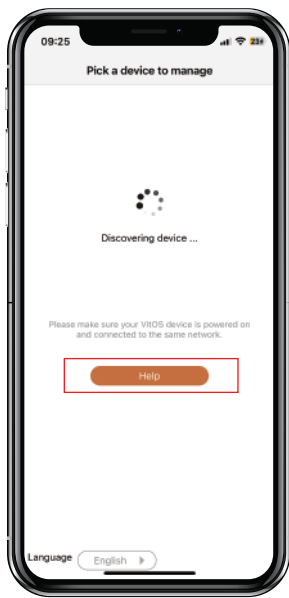 09:25
23
Pick a device to manage
Discovering device ...
Please make sure your VitOS device is powered on
and connected to the same network.
Help
Language English